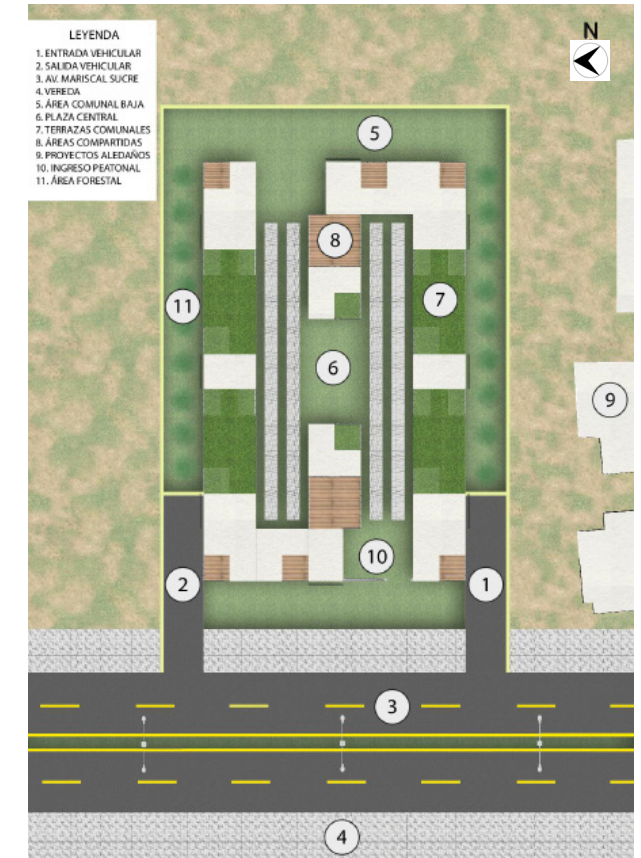 LEYENDA
1. ENTRADA VEHICULAR
2. SALIDA VEHICULAR
3. AV. MARISCAL SUCRE
4. VEREDA
5. ÁREA COMUNAL BAJA
6. PLAZA CENTRAL
7. TERRAZAS COMUNALES
8. ÁREAS COMPARTIDAS
9. PROYECTOS ALEDAÑOS
10. INGRESO PEATONAL
11. ÁREA FORESTAL
N
5
8
7
11
6
9
10
2
1
3
4